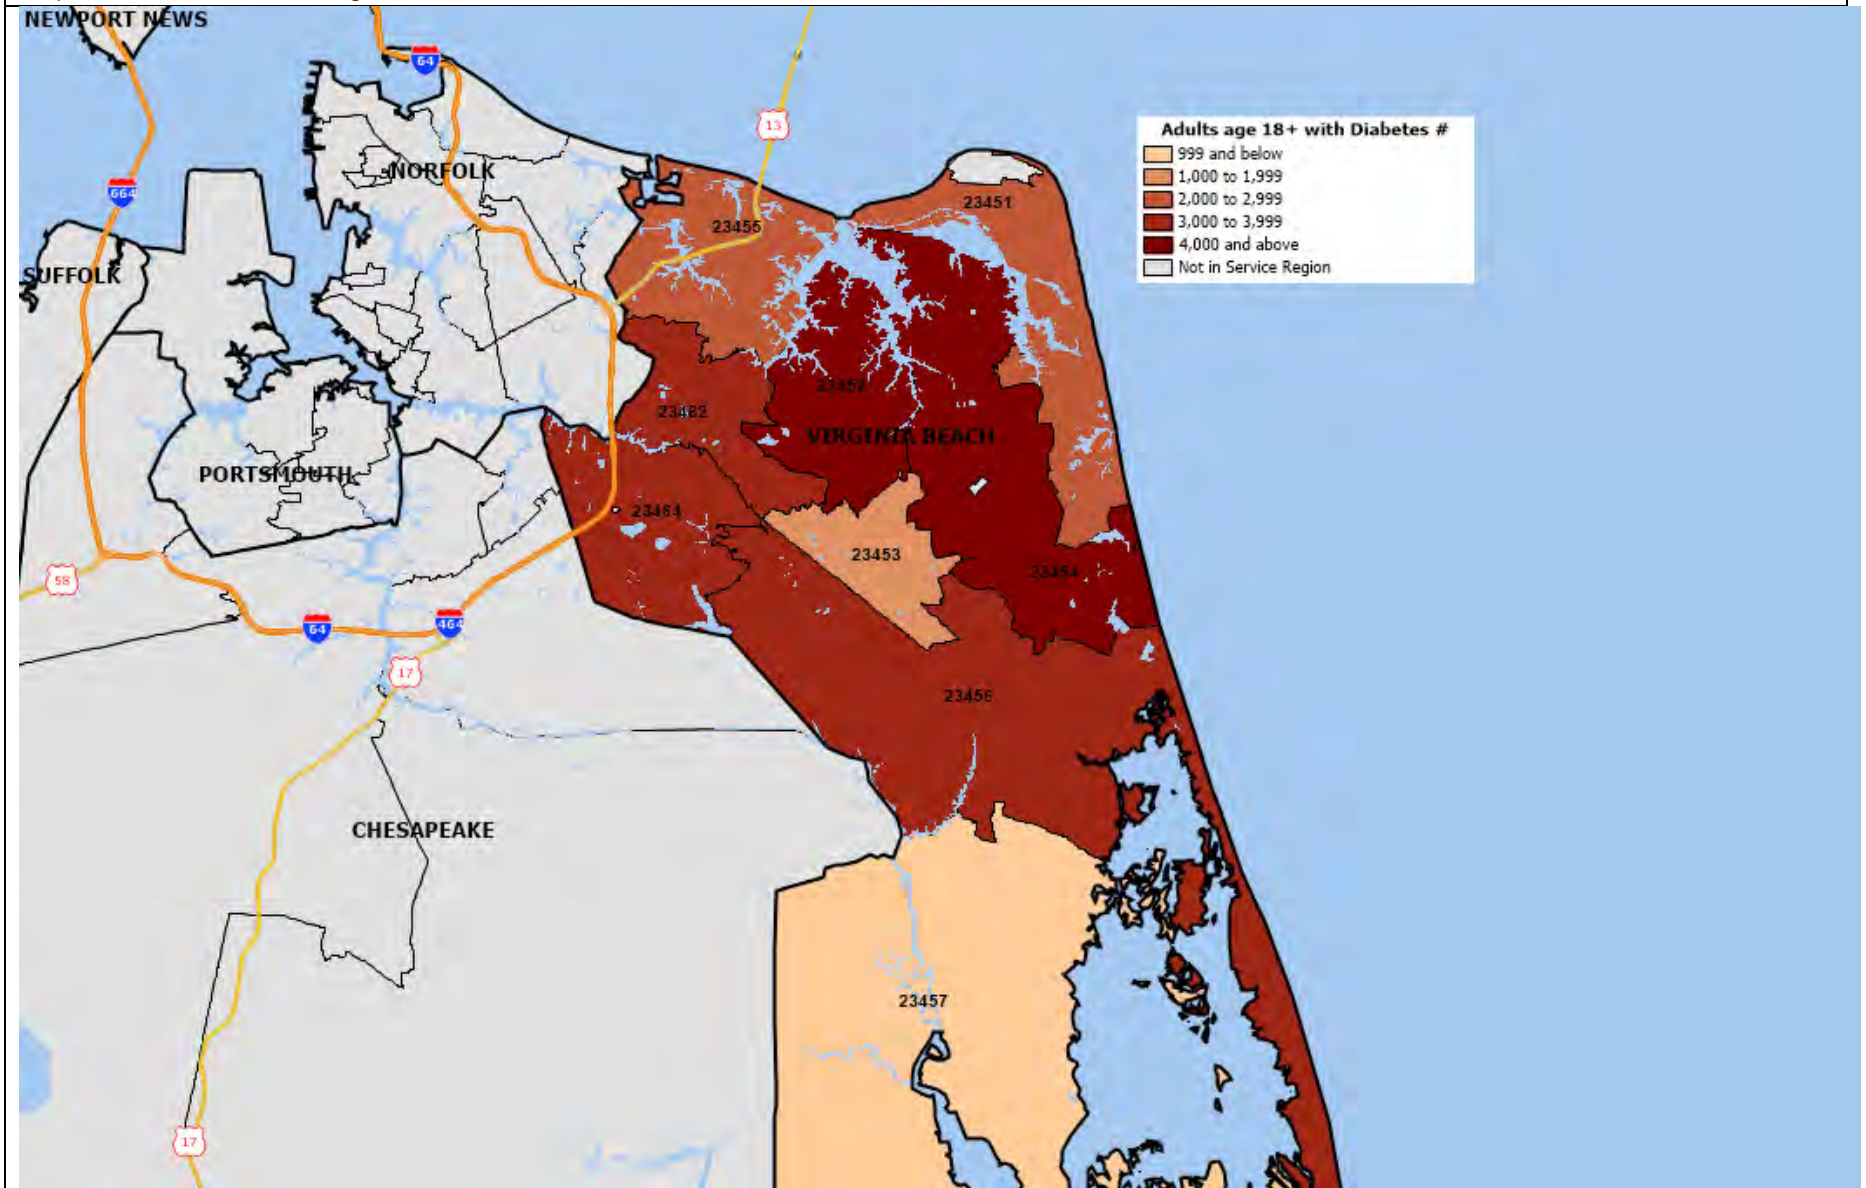 NEWPORT NEWS
64
13
Adults age 18+ with Diabetes #
999 and below
1,000 to 1,999
2,000 to 2,999
3,000 to 3,999
4,000 and above
Not in Service Region
NORFOLK
664
23451
23455
SUFFOLK
23452
23462
VIRGINIA BEACH
PORTSMOUTH
23464
23453
23454
58
64
464
17
23456
CHESAPEAKE
23457
17